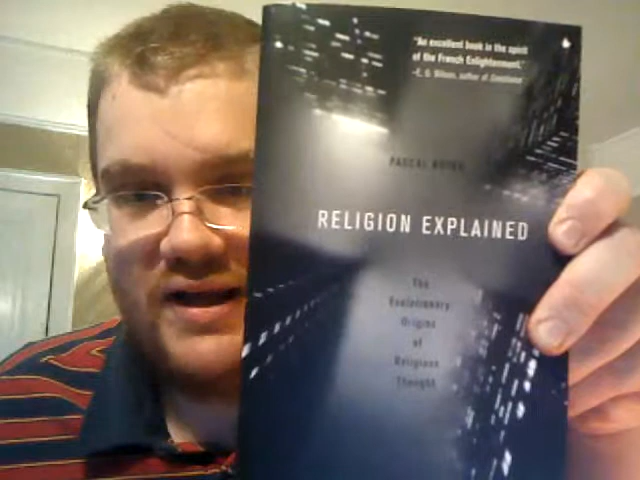 "An excellent book in the spirit
of the French Enlightenment."
—E. O. Wilson, author of Consilience
PASCAL BOYER
RELIGION EXPLAINED
The
Evolutionary
Origins
of
Religious
Thought